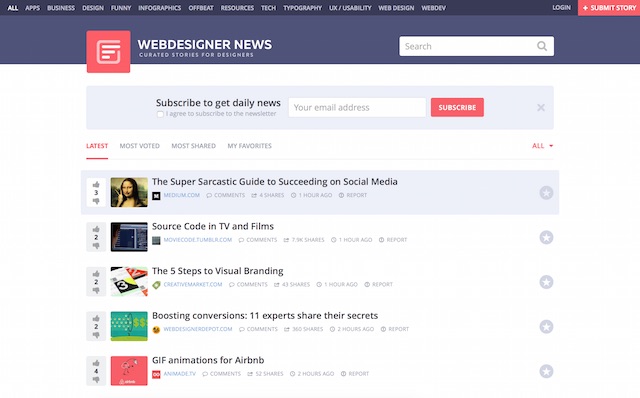 ALL APPS BUSINESS DESIGN FUNNY INFOGRAPHICS OFFBEAT RESOURCES TECH TYPOGRAPHY UX / USABILITY WEB DESIGN WEBDEV LOGIN + SUBMIT STORY
WEBDESIGNER NEWS
CURATED STORIES FOR DESIGNERS
Search
Subscribe to get daily news
I agree to subscribe to the newsletter
Your email address
SUBSCRIBE
LATEST MOST VOTED MOST SHARED MY FAVORITES ALL
3
The Super Sarcastic Guide to Succeeding on Social Media
MEDIUM.COM COMMENTS 4 SHARES 1 HOUR AGO REPORT
2
Source Code in TV and Films
MOVIECODE.TUMBLR.COM COMMENTS 7.9K SHARES 1 HOUR AGO REPORT
2
The 5 Steps to Visual Branding
CREATIVEMARKET.COM COMMENTS 43 SHARES 1 HOUR AGO REPORT
2
Boosting conversions: 11 experts share their secrets
WEBDESIGNERDEPOT.COM COMMENTS 360 SHARES 2 HOURS AGO REPORT
4
GIF animations for Airbnb
ANIMADE.TV COMMENTS 52 SHARES 2 HOURS AGO REPORT